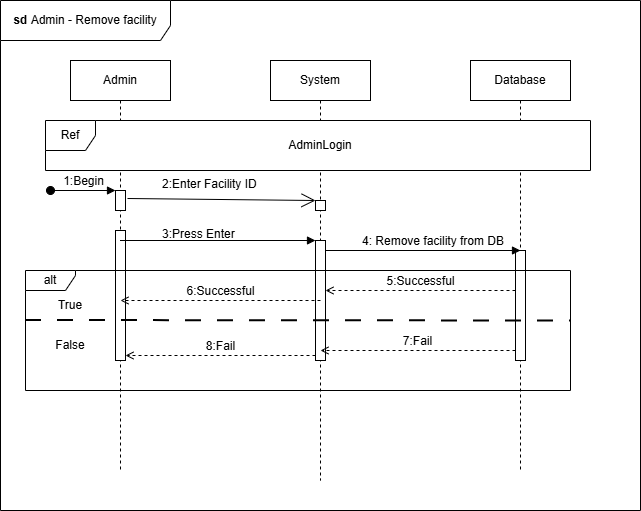 sd Admin - Remove facility
Admin
System
Database
Ref
AdminLogin
1:Begin
2:Enter Facility ID
3:Press Enter
4: Remove facility from DB
alt
5:Successful
6:Successful
True
False
7:Fail
8:Fail